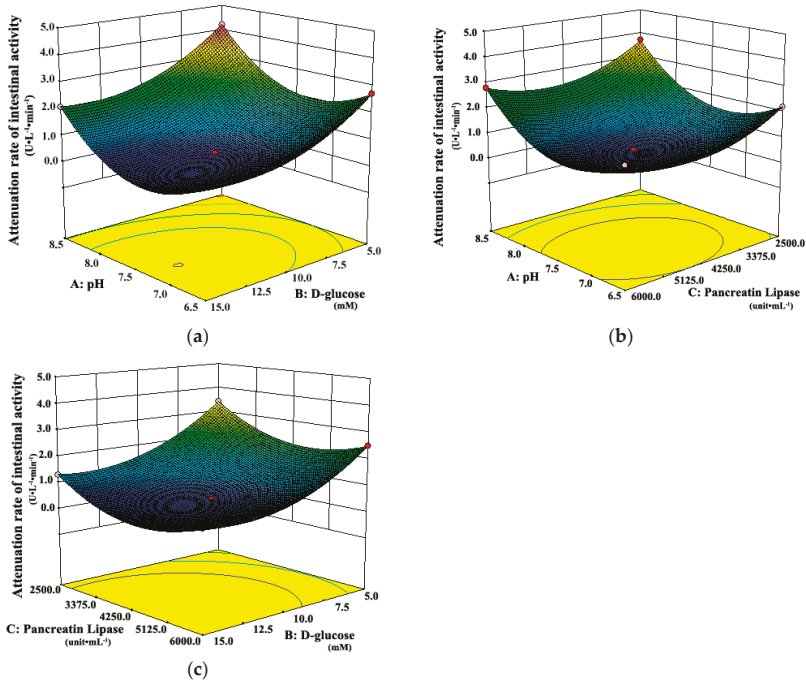 (a)
5.0
4.0
3.0
2.0
1.0
0.0
Attenuation rate of intestinal activity
(U•L⁻¹•min⁻¹)
8.5
8.0
7.5
7.0
6.5
A: pH
15.0
12.5
10.0
7.5
5.0
B: D-glucose
(mM)
(a)
5.0
4.0
3.0
2.0
1.0
0.0
Attenuation rate of intestinal activity
(U•L⁻¹•min⁻¹)
8.5
8.0
7.5
7.0
6.5
A: pH
6000.0
5125.0
4250.0
3375.0
2500.0
C: Pancreatin Lipase
(unit•mL⁻¹)
(b)
5.0
4.0
3.0
2.0
1.0
0.0
Attenuation rate of intestinal activity
(U•L⁻¹•min⁻¹)
2500.0
3375.0
4250.0
5125.0
6000.0
C: Pancreatin Lipase
(unit•mL⁻¹)
15.0
12.5
10.0
7.5
5.0
B: D-glucose
(mM)
(c)